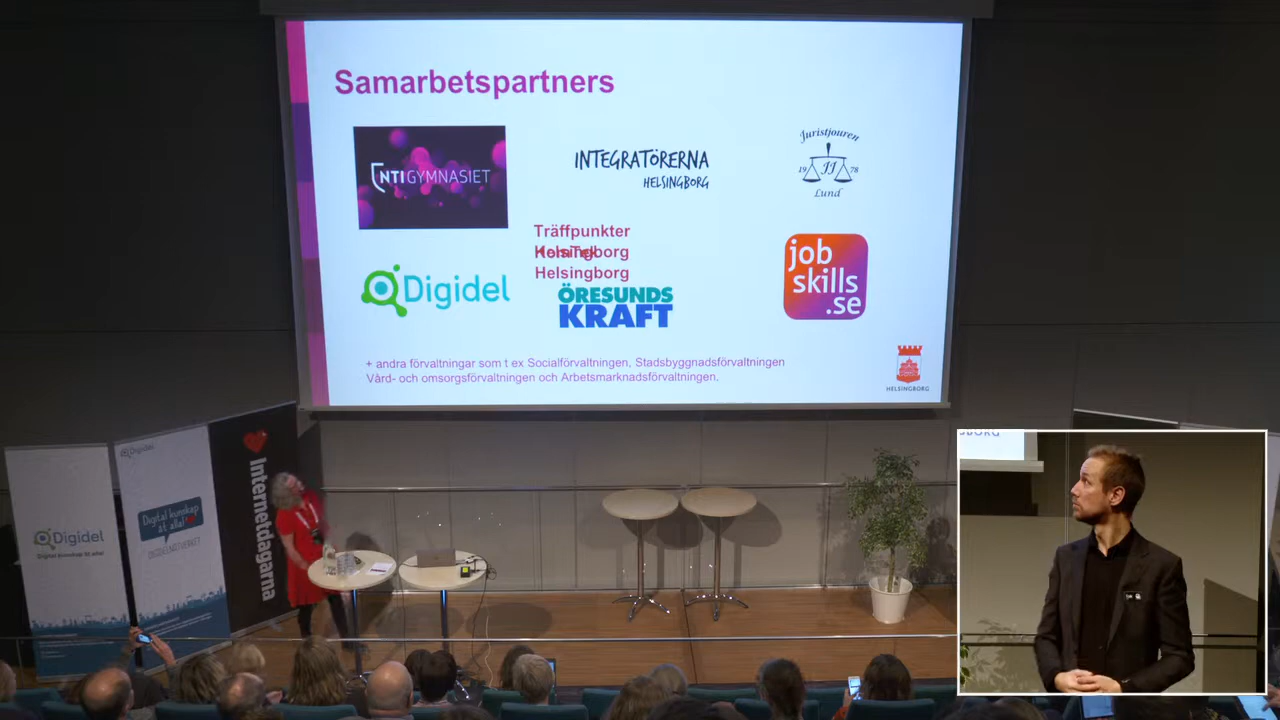 Samarbetspartners
NTI GYMNASIET
INTEGRATÖRERNA
HELSINGBORG
Juristjouren
19 JJ 78
Lund
Träffpunkter
Helsingborg
Helsingborg
Digidel
ÖRESUNDS
KRAFT
job
skills
.se
+ andra förvaltningar som t ex Socialförvaltningen, Stadsbyggnadsförvaltningen
Vård- och omsorgsförvaltningen och Arbetsmarknadsförvaltningen.
HELSINGBORG
Digidel
Digital kunskap åt alla!
Digidel
Digital kunskap
åt alla!
DIGIDELNÄTVERKET
Internetdagarna